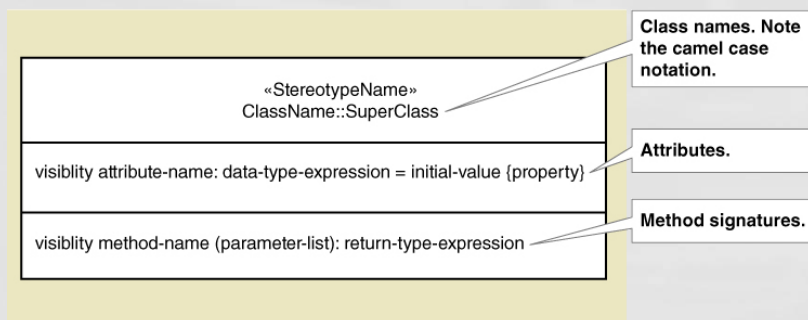 Class names. Note
the camel case
notation.
«StereotypeName»
ClassName::SuperClass
Attributes.
visiblity attribute-name: data-type-expression = initial-value {property}
Method signatures.
visiblity method-name (parameter-list): return-type-expression